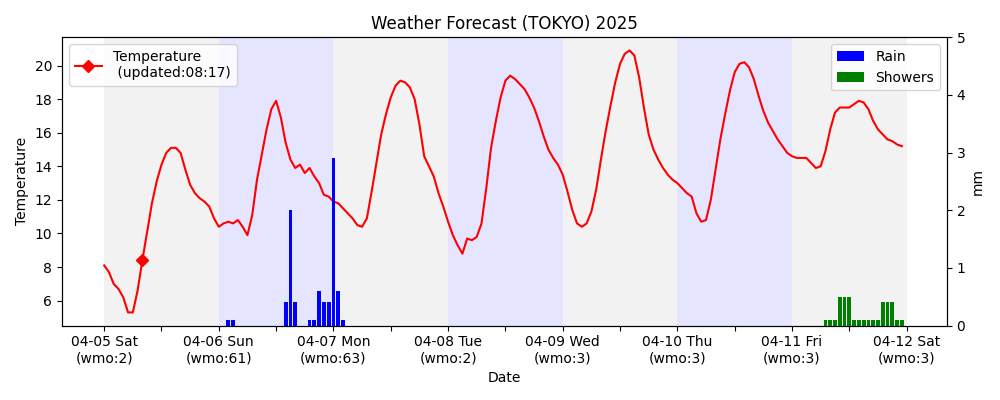 Weather Forecast (TOKYO) 2025
Temperature
(updated:08:17)
Rain
Showers
Temperature
20
18
16
14
12
10
8
6
5
4
3
2
1
0
mm
04-05 Sat
(wmo:2)
04-06 Sun
(wmo:61)
04-07 Mon
(wmo:63)
04-08 Tue
(wmo:2)
04-09 Wed
(wmo:3)
04-10 Thu
(wmo:3)
04-11 Fri
(wmo:3)
04-12 Sat
(wmo:3)
Date